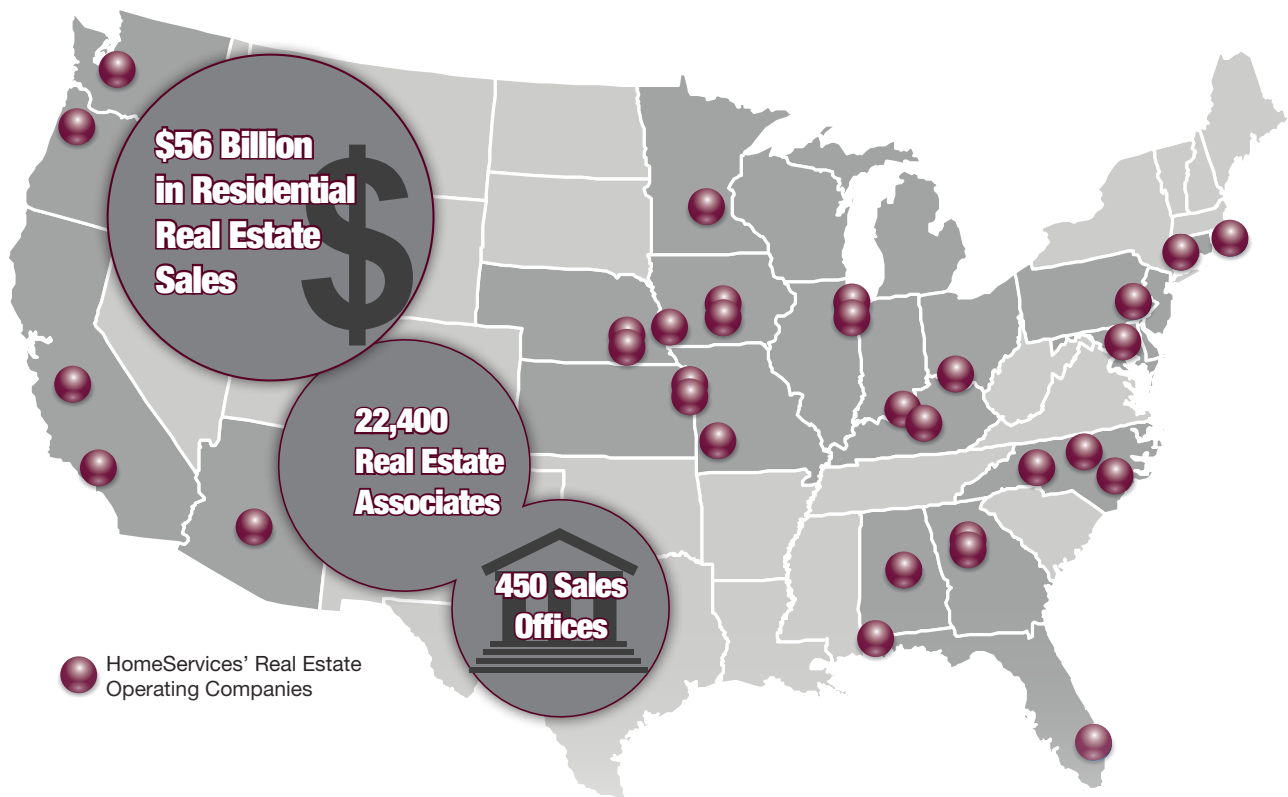 $56 Billion
in Residential
Real Estate
Sales
$
22,400
Real Estate
Associates
450 Sales
Offices
HomeServices’ Real Estate
Operating Companies